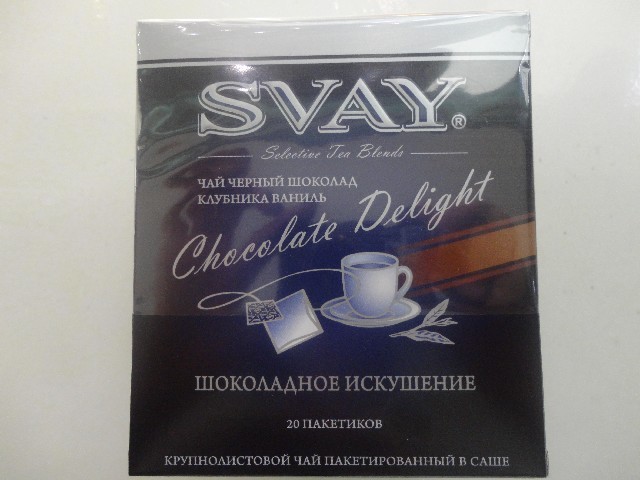 SVAY®
Selective Tea Blends
ЧАЙ ЧЕРНЫЙ ШОКОЛАД
КЛУБНИКА ВАНИЛЬ
Chocolate Delight
ШОКОЛАДНОЕ ИСКУШЕНИЕ
20 ПАКЕТИКОВ
КРУПНОЛИСТОВОЙ ЧАЙ ПАКЕТИРОВАННЫЙ В САШЕ